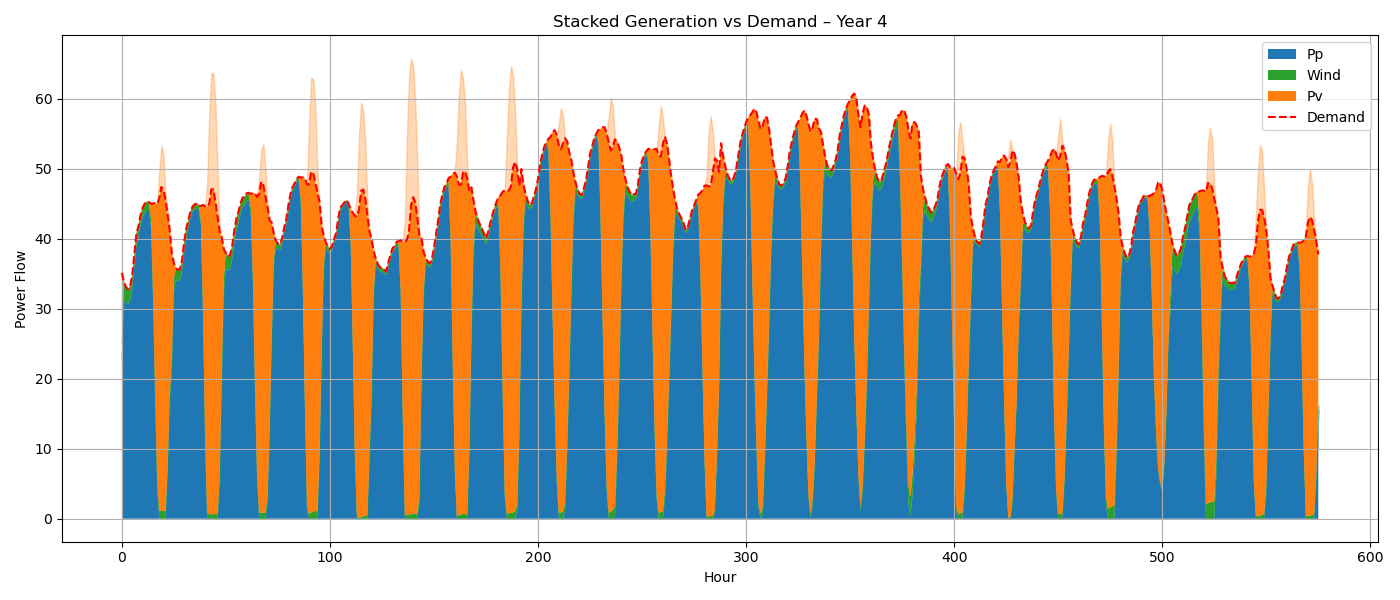 Stacked Generation vs Demand – Year 4
Power Flow
60
50
40
30
20
10
0
Pp
Wind
Pv
Demand
0 100 200 300 400 500 600
Hour